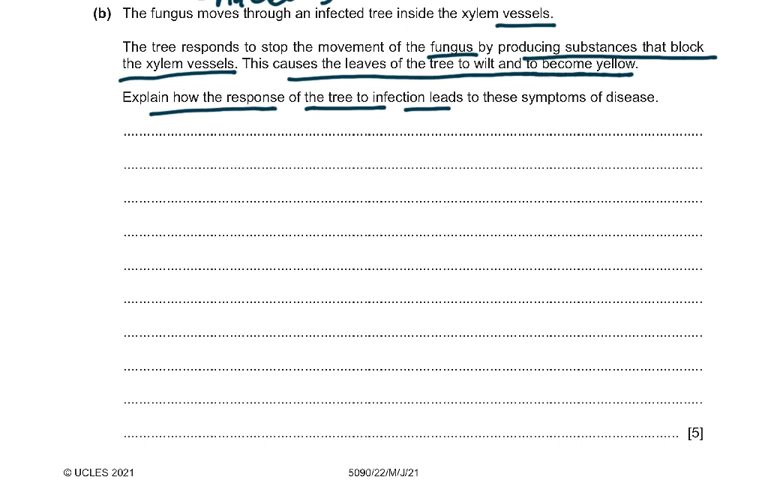 (b) The fungus moves through an infected tree inside the xylem vessels.
The tree responds to stop the movement of the fungus by producing substances that block
the xylem vessels. This causes the leaves of the tree to wilt and to become yellow.
Explain how the response of the tree to infection leads to these symptoms of disease.
[5]
© UCLES 2021
5090/22/M/J/21